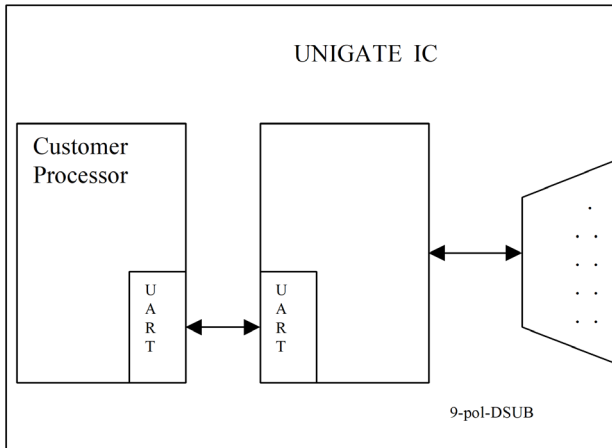 UNIGATE IC
Customer
Processor
U
A
R
T
U
A
R
T
9-pol-DSUB